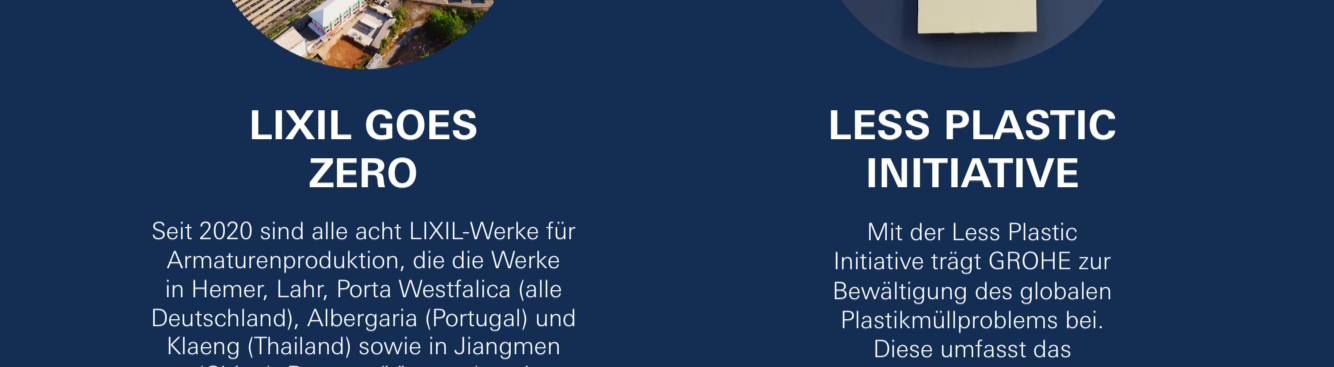 LIXIL GOES
ZERO
Seit 2020 sind alle acht LIXIL-Werke für
Armaturenproduktion, die die Werke
in Hemer, Lahr, Porta Westfalica (alle
Deutschland), Albergaria (Portugal) und
Klaeng (Thailand) sowie in Jiangmen
LESS PLASTIC
INITIATIVE
Mit der Less Plastic
Initiative trägt GROHE zur
Bewältigung des globalen
Plastikmüllproblems bei.
Diese umfasst das